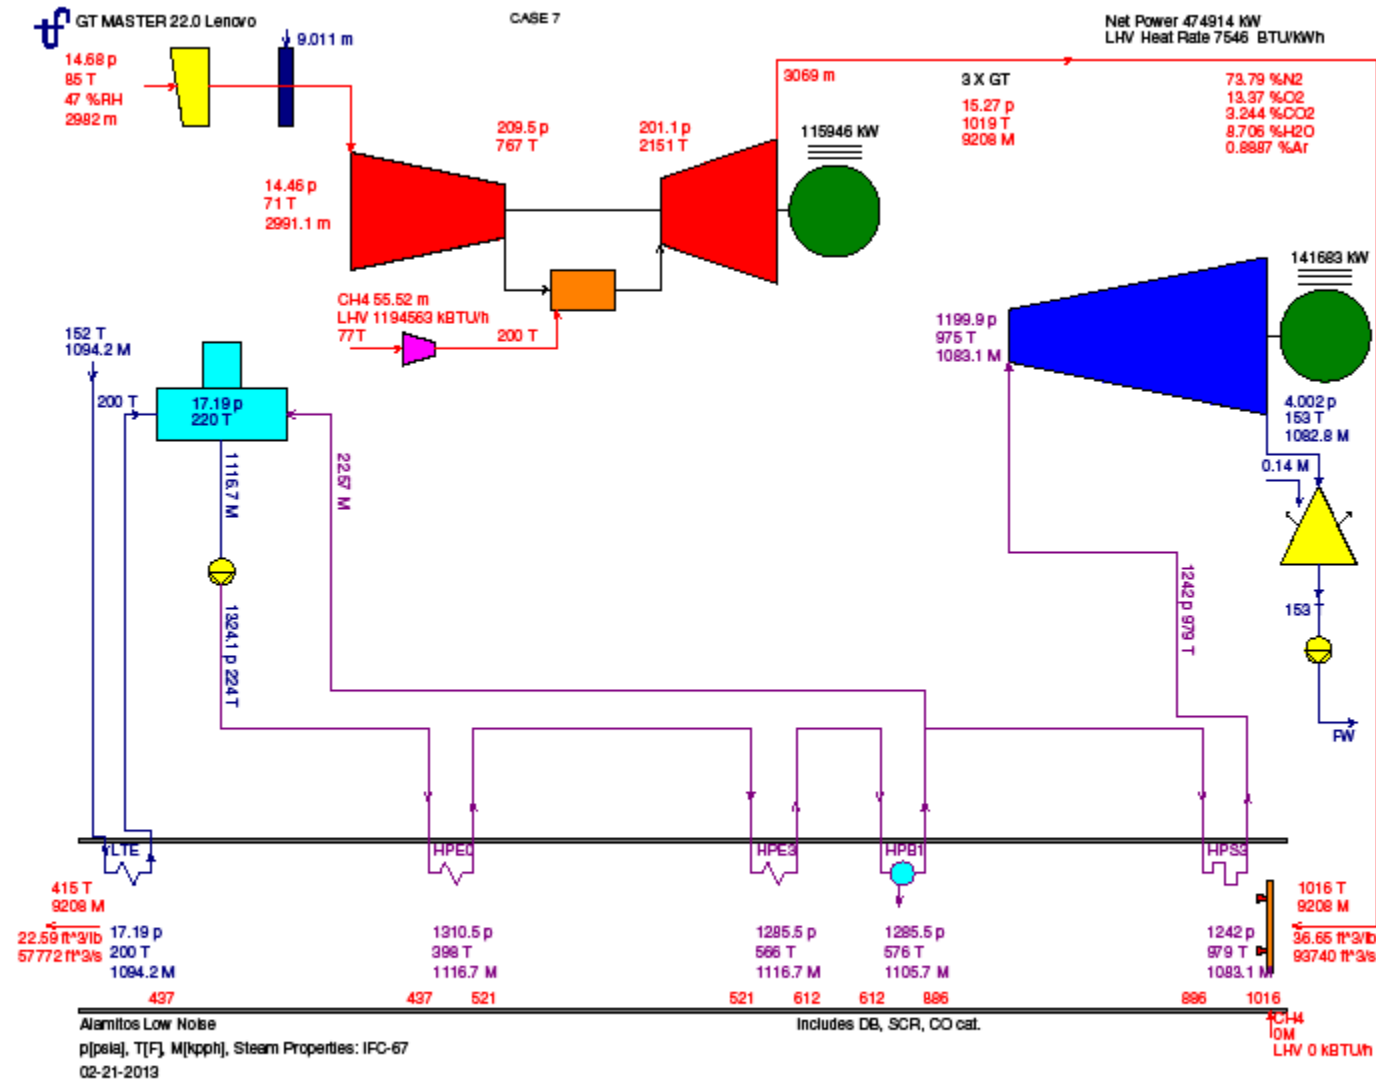 GT MASTER 22.0 Lenovo
CASE 7
Net Power 474914 kW
LHV Heat Rate 7546 BTU/kWh
14.68 p
85 T
47 %RH
2982 m
9.011 m
3069 m
3 X GT
15.27 p
1019 T
9208 M
73.79 %N2
13.37 %O2
3.244 %CO2
8.706 %H2O
0.8887 %Ar
209.5 p
767 T
201.1 p
2151 T
115946 kW
14.46 p
71 T
2991.1 m
141683 kW
CH4 55.52 m
LHV 1194563 kBTU/h
77T
200 T
1199.9 p
975 T
1083.1 M
152 T
1094.2 M
200 T
17.19 p
220 T
4.002 p
153 T
1082.8 M
0.14 M
1116.7 M
22.57 M
1324.1 p 224 T
1242 p 979 T
153 T
FW
LTE
HPE0
HPE3
HPB1
HPS3
415 T
9208 M
22.59 ft^3/lb
57772 ft^3/s
17.19 p
200 T
1094.2 M
1310.5 p
398 T
1116.7 M
1285.5 p
566 T
1116.7 M
1285.5 p
576 T
1105.7 M
1242 p
979 T
1083.1 M
1016 T
9208 M
36.65 ft^3/lb
93740 ft^3/s
437
437 521
521 612
612 886
886 1016
Alamitos Low Noise
Includes DB, SCR, CO cat.
CH4
0M
LHV 0 kBTU/h
p[psia], T[F], M[kpph], Steam Properties: IFC-67
02-21-2013